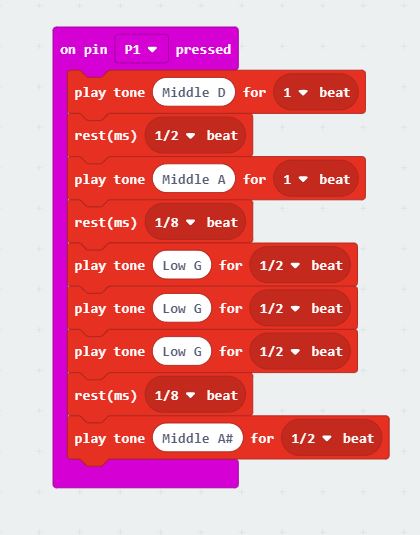 on pin P1 pressed
play tone Middle D for 1 beat
rest(ms) 1/2 beat
play tone Middle A for 1 beat
rest(ms) 1/8 beat
play tone Low G for 1/2 beat
play tone Low G for 1/2 beat
play tone Low G for 1/2 beat
rest(ms) 1/8 beat
play tone Middle A# for 1/2 beat